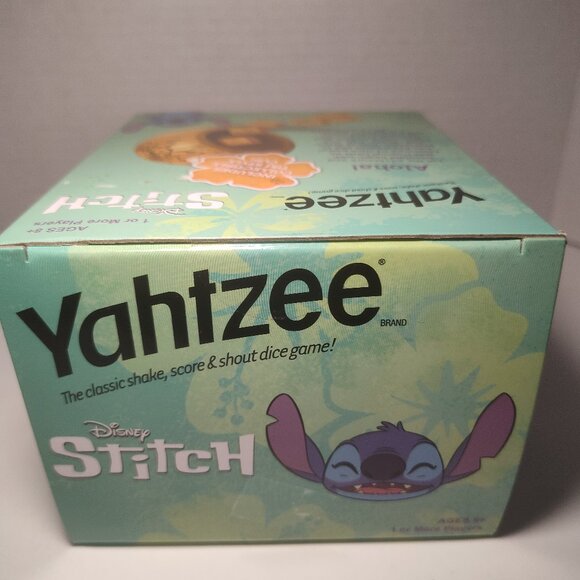 Aloha!
Yahtzee
DISNEY
STITCH
AGES 8+
1 or More Players
Yahtzee®
BRAND
The classic shake, score & shout dice game!
DISNEY
STITCH
AGES 8+
1 or More Players